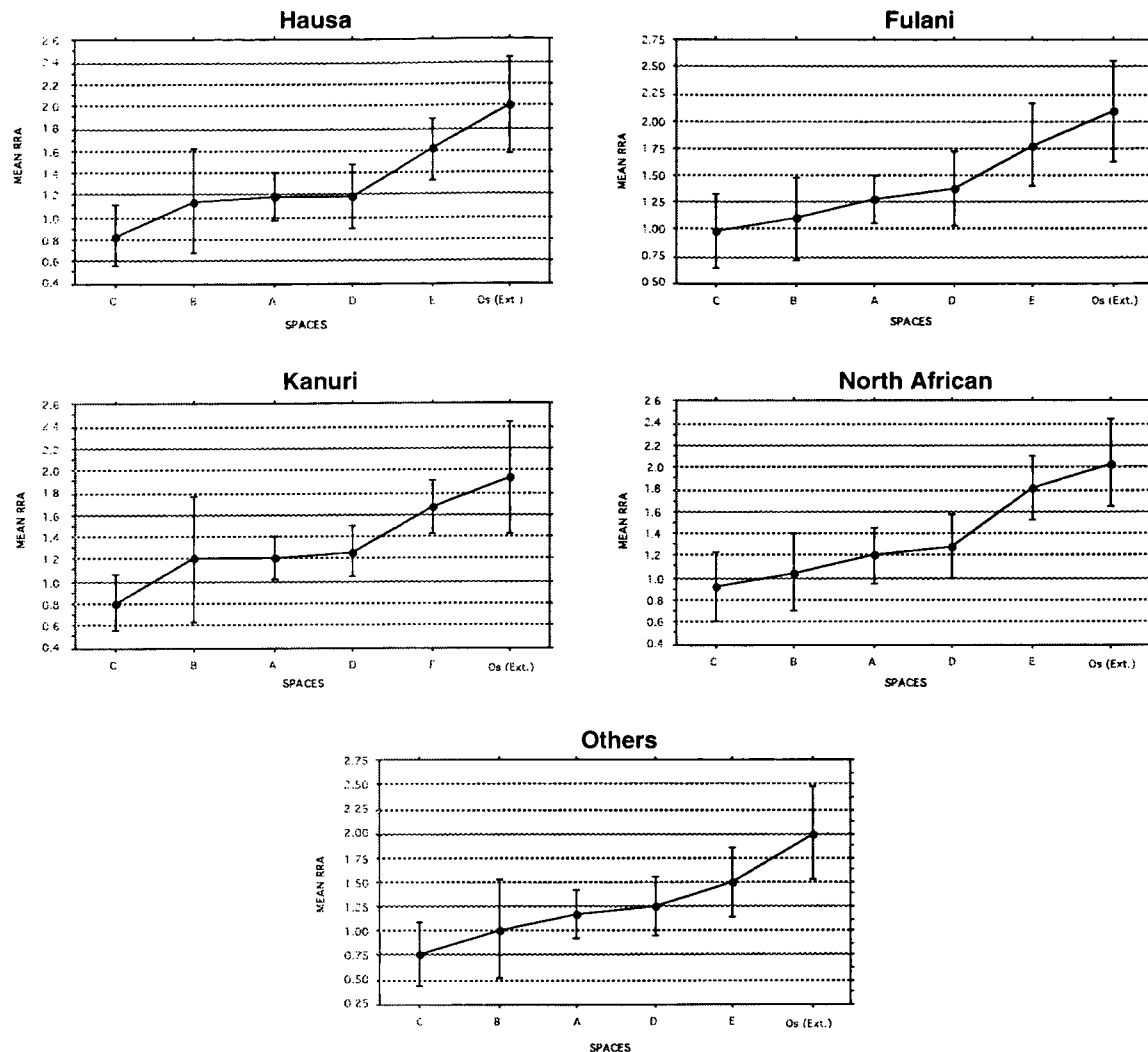 Hausa
MEAN RRA
2.6
2.4
2.2
2.0
1.8
1.6
1.4
1.2
1.0
0.8
0.6
0.4
C B A D E Os (Ext.)
SPACES
Fulani
MEAN RRA
2.75
2.50
2.25
2.00
1.75
1.50
1.25
1.00
0.75
0.50
C B A D E Os (Ext.)
SPACES
Kanuri
MEAN RRA
2.6
2.4
2.2
2.0
1.8
1.6
1.4
1.2
1.0
0.8
0.6
0.4
C B A D F Os (Ext.)
SPACES
North African
MEAN RRA
2.6
2.4
2.2
2.0
1.8
1.6
1.4
1.2
1.0
0.8
0.6
0.4
C B A D E Os (Ext.)
SPACES
Others
MEAN RRA
2.75
2.50
2.25
2.00
1.75
1.50
1.25
1.00
0.75
0.50
0.25
C B A D E Os (Ext.)
SPACES